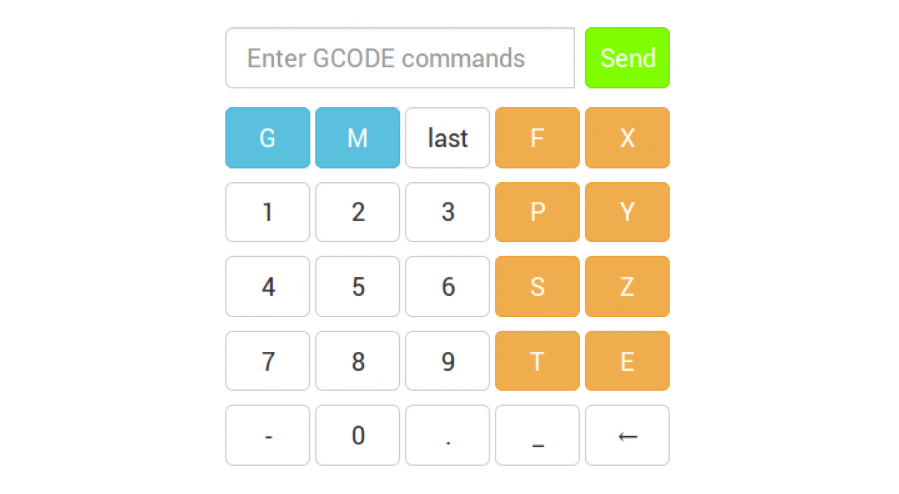 Enter GCODE commands Send
G M last F X
1 2 3 P Y
4 5 6 S Z
7 8 9 T E
- 0 . _ ←